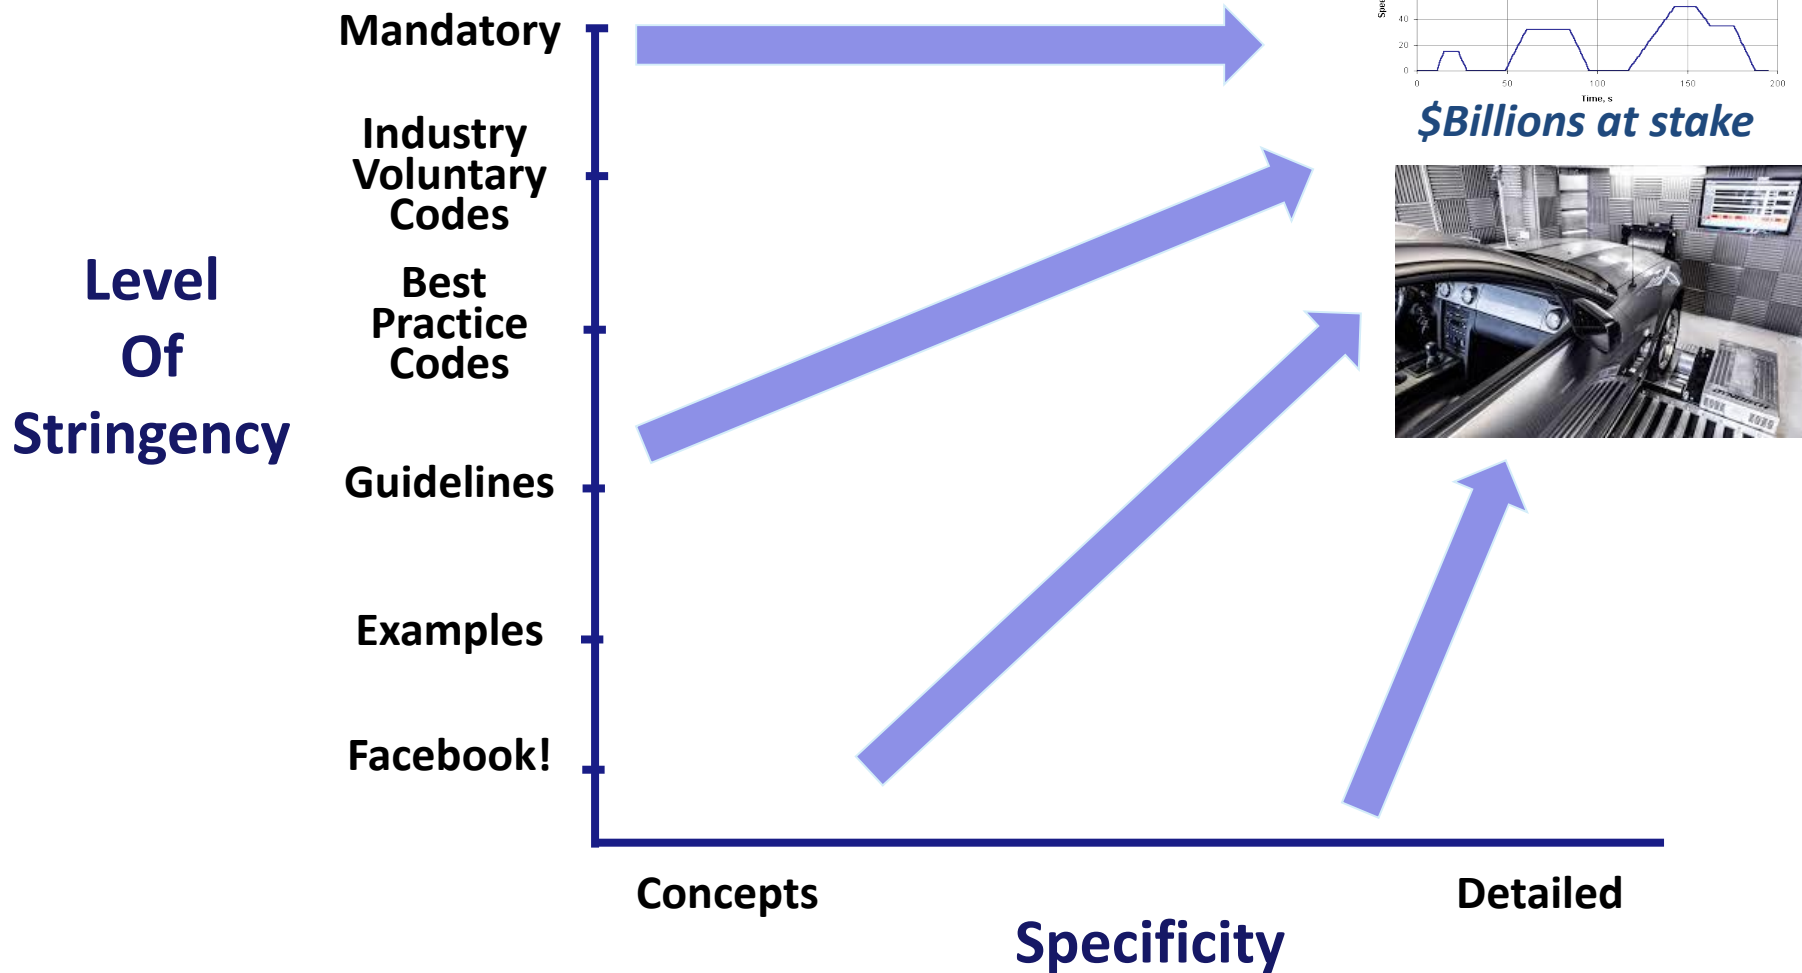 Mandatory
Industry
Voluntary
Codes
Best
Practice
Codes
Level
Of
Stringency
Guidelines
Examples
Facebook!
Concepts
Detailed
Specificity
40
20
0
0 50 100 150 200
Time, s
$Billions at stake